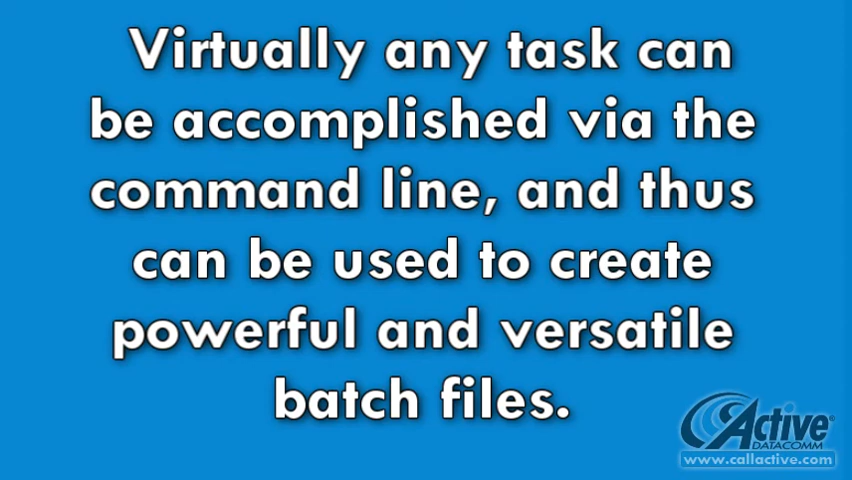 Virtually any task can
be accomplished via the
command line, and thus
can be used to create
powerful and versatile
batch files.
Active®
DATACOMM
www.callactive.com